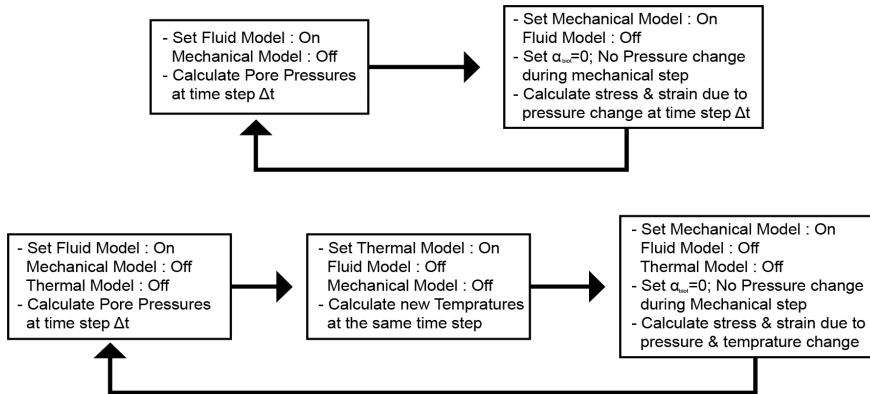 - Set Fluid Model : On
Mechanical Model : Off
- Calculate Pore Pressures
at time step Δt
- Set Mechanical Model : On
Fluid Model : Off
- Set αbiot=0; No Pressure change
during mechanical step
- Calculate stress & strain due to
pressure change at time step Δt
- Set Fluid Model : On
Mechanical Model : Off
Thermal Model : Off
- Calculate Pore Pressures
at time step Δt
- Set Thermal Model : On
Fluid Model : Off
Mechanical Model : Off
- Calculate new Tempratures
at the same time step
- Set Mechanical Model : On
Fluid Model : Off
Thermal Model : Off
- Set αbiot=0; No Pressure change
during Mechanical step
- Calculate stress & strain due to
pressure & temprature change